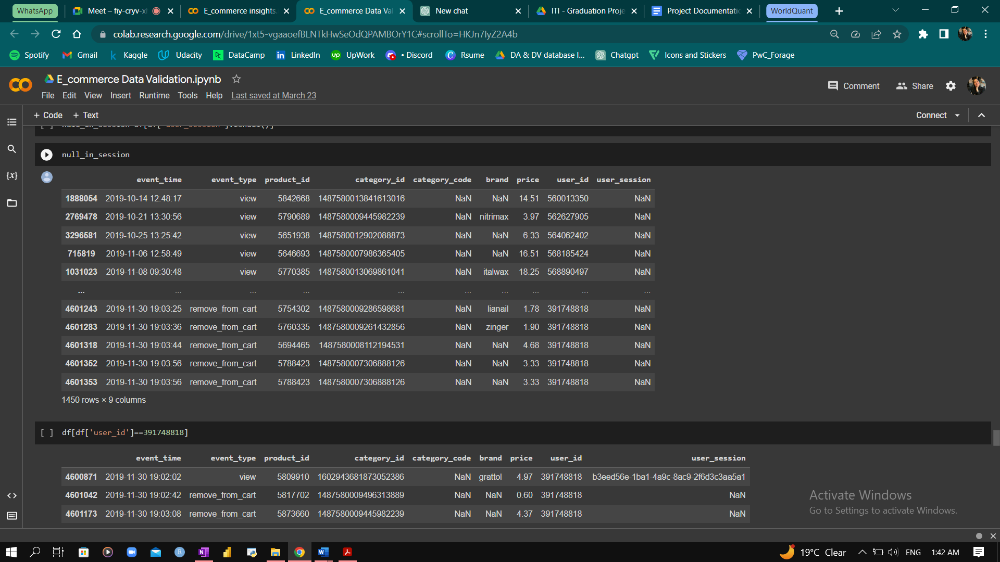 WhatsApp
Meet – fiy-cryv-xl
E_commerce insights.
E_commerce Data Val
New chat
ITI - Graduation Proje
Project Documentatic
WorldQuant
colab.research.google.com/drive/1xt5-vgaaoefBLNTkHwSeOdQPAMBOrY1C#scrollTo=HKJn7IyZ2A4b
Spotify Gmail Kaggle Udacity DataCamp LinkedIn UpWork • Discord Rsume DA & DV database l... Chatgpt Icons and Stickers PwC_Forage
E_commerce Data Validation.ipynb
Comment Share
File Edit View Insert Runtime Tools Help Last saved at March 23
+ Code + Text Connect
null_in_session df[df['user_session'].isnull()]
null_in_session
event_time event_type product_id category_id category_code brand price user_id user_session
1888054 2019-10-14 12:48:17 view 5842668 1487580013841613016 NaN NaN 14.51 560013350 NaN
2769478 2019-10-21 13:30:56 view 5790689 1487580009445982239 NaN nitrimax 3.97 562627905 NaN
3296581 2019-10-25 13:25:42 view 5651938 1487580012902088873 NaN NaN 6.33 564062402 NaN
715819 2019-11-06 12:58:49 view 5646693 1487580007986365405 NaN NaN 16.51 568185424 NaN
1031023 2019-11-08 09:30:48 view 5770385 1487580013069861041 NaN italwax 18.25 568890497 NaN
... ... ... ... ... ... ... ... ... ...
4601243 2019-11-30 19:03:25 remove_from_cart 5754302 1487580009286598681 NaN lianail 1.78 391748818 NaN
4601283 2019-11-30 19:03:36 remove_from_cart 5760335 1487580009261432856 NaN zinger 1.90 391748818 NaN
4601318 2019-11-30 19:03:44 remove_from_cart 5694465 1487580008112194531 NaN NaN 4.68 391748818 NaN
4601352 2019-11-30 19:03:56 remove_from_cart 5788423 1487580007306888126 NaN NaN 3.33 391748818 NaN
4601353 2019-11-30 19:03:56 remove_from_cart 5788423 1487580007306888126 NaN NaN 3.33 391748818 NaN
1450 rows × 9 columns
[ ] df[df['user_id']==391748818]
event_time event_type product_id category_id category_code brand price user_id user_session
4600871 2019-11-30 19:02:02 view 5809910 1602943681873052386 NaN grattol 4.97 391748818 b3eed56e-1ba1-4a9c-8ac9-2f6d3c3aa5a1
4601042 2019-11-30 19:02:42 remove_from_cart 5817702 1487580009496313889 NaN NaN 0.60 391748818 NaN
4601173 2019-11-30 19:03:08 remove_from_cart 5873660 1487580009445982239 NaN NaN 4.37 391748818 NaN
Activate Windows
Go to Settings to activate Windows.
19°C Clear ENG 1:42 AM